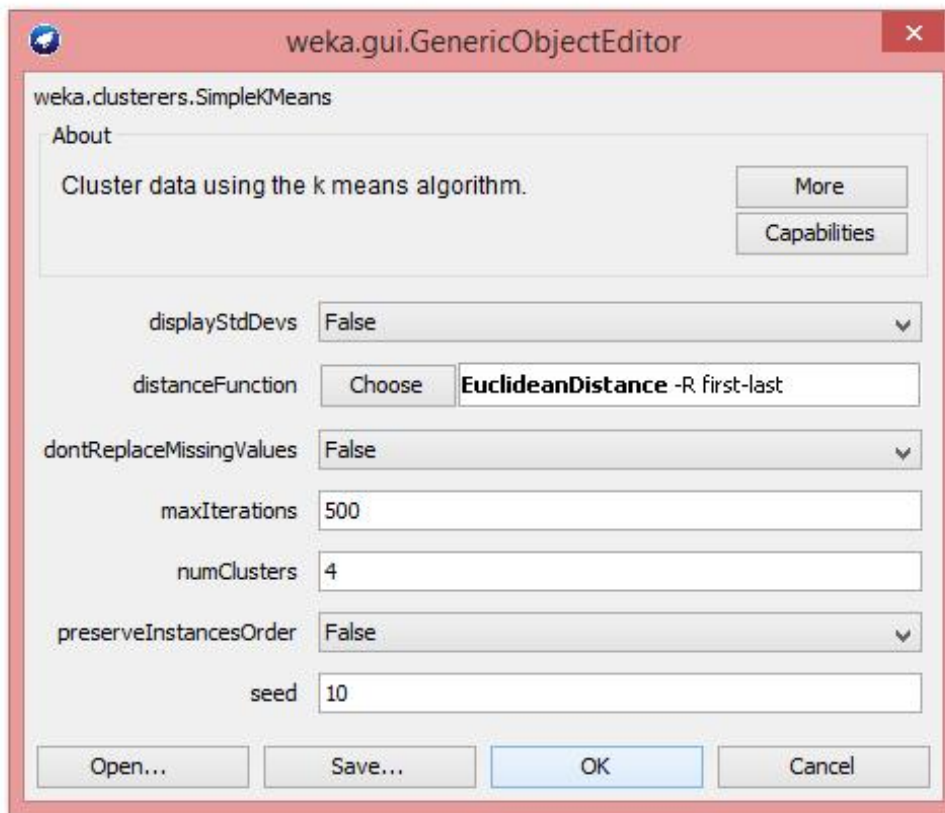 weka.gui.GenericObjectEditor
weka.clusterers.SimpleKMeans
About
Cluster data using the k means algorithm.
More
Capabilities
displayStdDevs False
distanceFunction Choose EuclideanDistance -R first-last
dontReplaceMissingValues False
maxIterations 500
numClusters 4
preserveInstancesOrder False
seed 10
Open... Save... OK Cancel